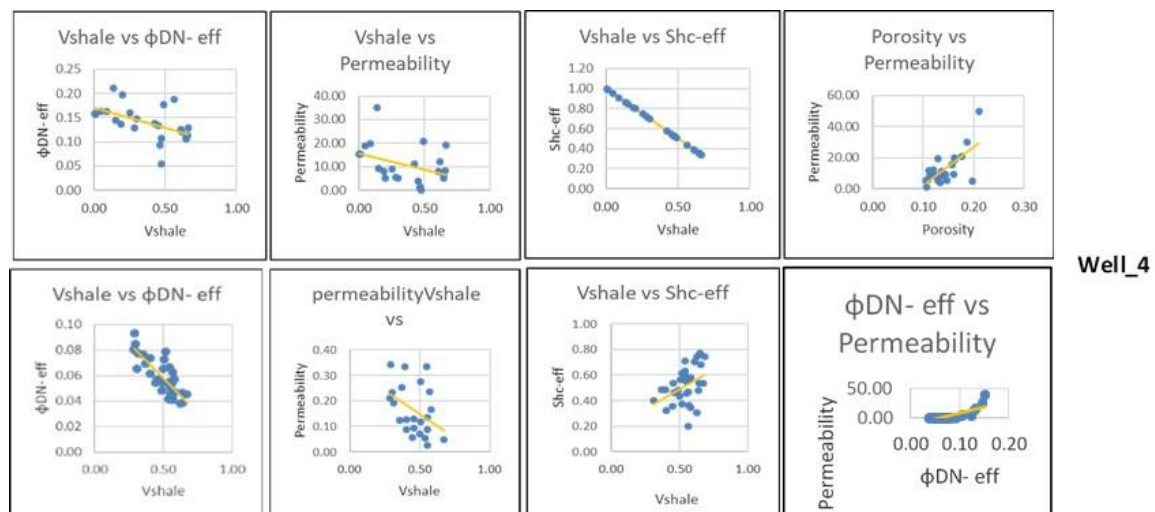 Vshale vs ϕDN- eff
0.25
0.20
0.15
0.10
0.05
0.00
0.00 0.50 1.00
ϕDN- eff
Vshale
Vshale vs
Permeability
40.00
30.00
20.00
10.00
0.00
0.00 0.50 1.00
Permeability
Vshale
Vshale vs Shc-eff
1.20
1.00
0.80
0.60
0.40
0.20
0.00
0.00 0.50 1.00
Shc-eff
Vshale
Porosity vs
Permeability
60.00
40.00
20.00
0.00
0.00 0.10 0.20 0.30
Permeability
Porosity
Well_4
Vshale vs ϕDN- eff
0.10
0.08
0.06
0.04
0.02
0.00
0.00 0.50 1.00
ϕDN- eff
Vshale
permeabilityVshale
vs
0.40
0.30
0.20
0.10
0.00
0.00 0.50 1.00
Permeability
Vshale
Vshale vs Shc-eff
1.00
0.80
0.60
0.40
0.20
0.00
0.00 0.50 1.00
Shc-eff
Vshale
ϕDN- eff vs
Permeability
50.00
0.00
0.00 0.10 0.20
Permeability
ϕDN- eff